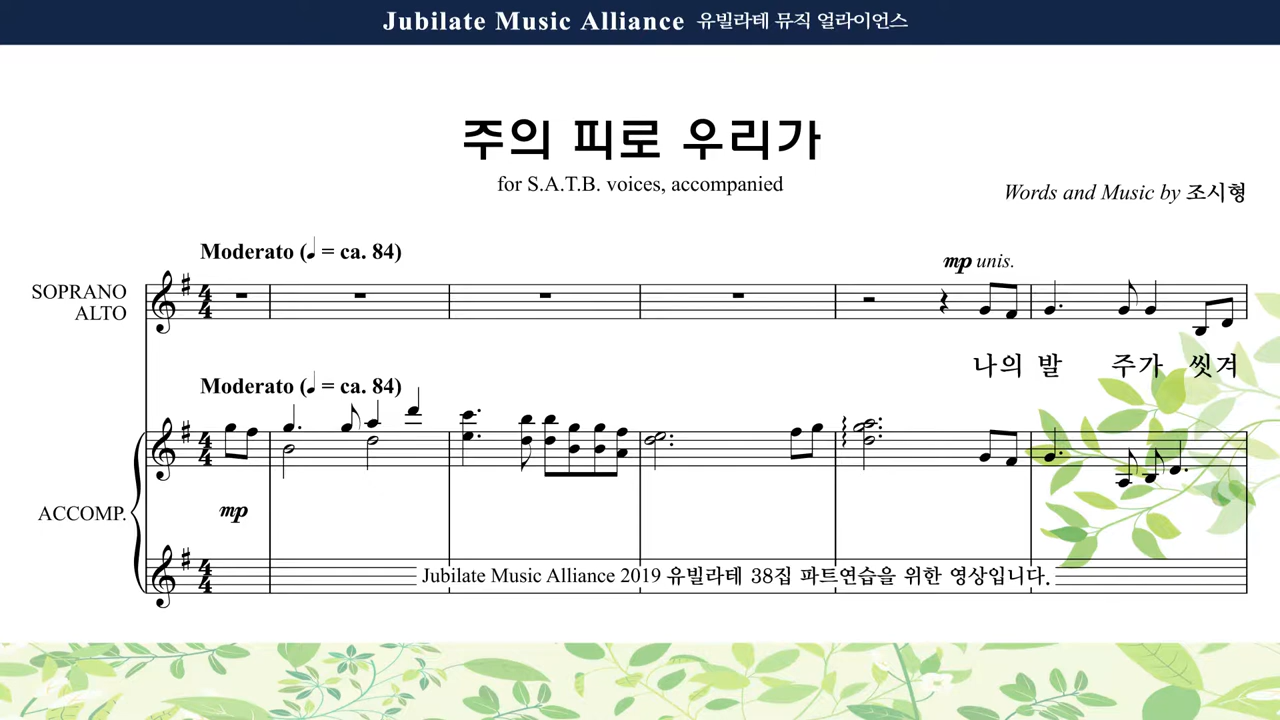 Jubilate Music Alliance 유빌라테 뮤직 얼라이언스
주의 피로 우리가
for S.A.T.B. voices, accompanied
Words and Music by 조시형
Moderato (♩ = ca. 84)
mp unis.
SOPRANO
ALTO
나의 발 주가 씻겨
Moderato (♩ = ca. 84)
mp
ACCOMP.
Jubilate Music Alliance 2019 유빌라테 38집 파트연습을 위한 영상입니다.